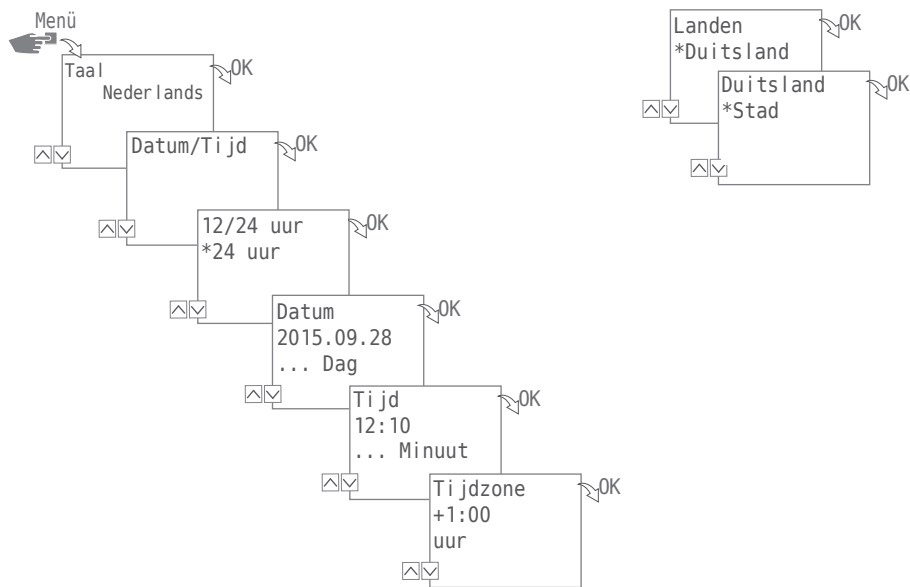 Menü
Taal
Nederlands
OK
Datum/Tijd
OK
12/24 uur
*24 uur
OK
Datum
2015.09.28
... Dag
OK
Tijd
12:10
... Minuut
OK
Tijdzone
+1:00
uur
OK
Landen
*Duitsland
OK
Duitsland
*Stad
OK